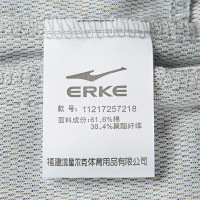 ERKE
款 号: 11217257218
面料成份:61.6%棉
38.4%聚酯纤维
福建鸿星尔克体育用品有限公司